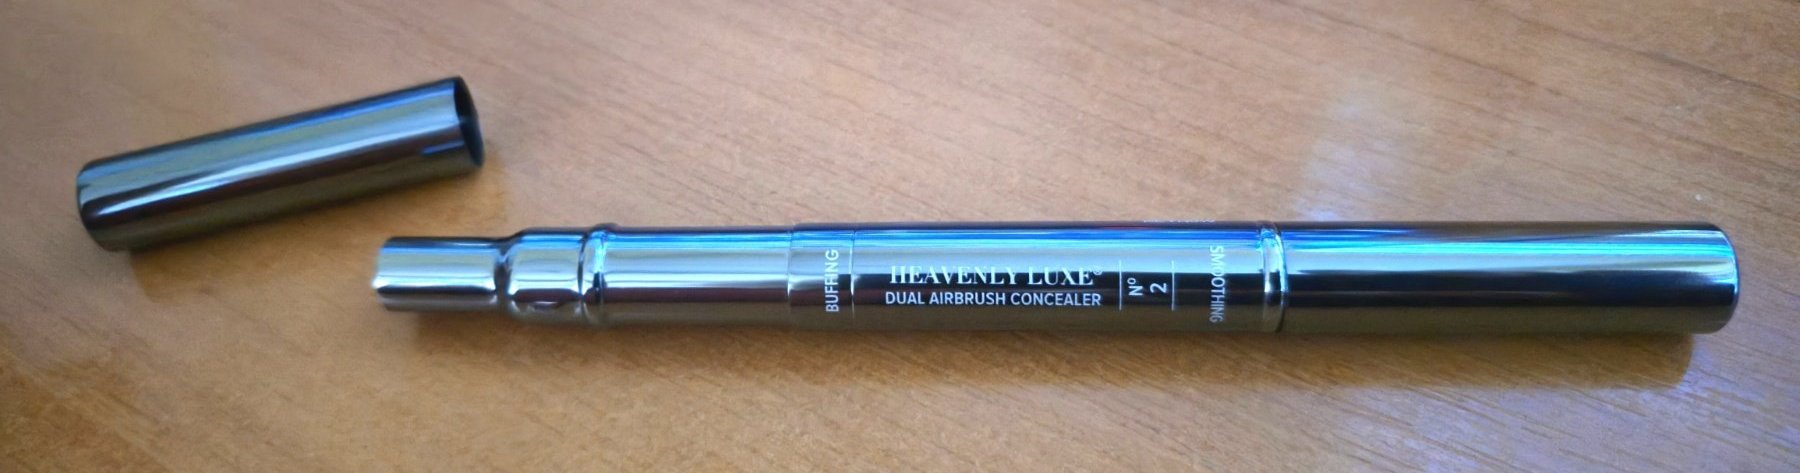 BUFFING
HEAVENLY LUXE®
DUAL AIRBRUSH CONCEALER
Nº
2
SMOOTHING